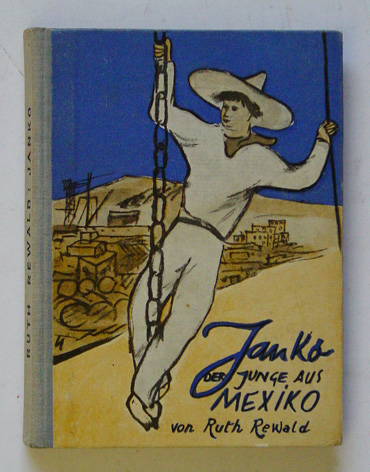 RUTH REWALD: JANKO
Janko
DER JUNGE AUS
MEXIKO
von Ruth Rewald